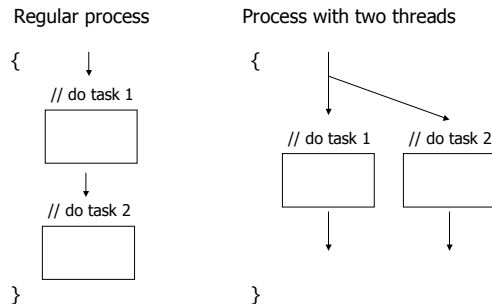 Regular process
{
// do task 1
// do task 2
}
Process with two threads
{
// do task 1
// do task 2
}